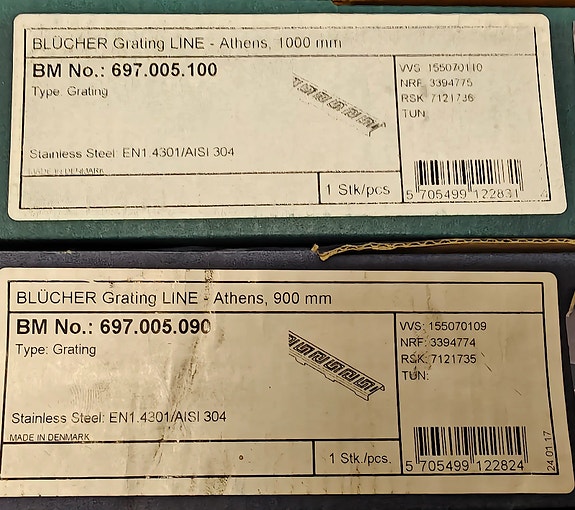 BLÜCHER Grating LINE - Athens, 1000 mm
BM No.: 697.005.100
Type: Grating
VVS: 155070110
NRF: 3394775
RSK: 7121736
TUN:
Stainless Steel: EN1.4301/AISI 304
MADE IN DENMARK
1 Stk/pcs.
5 705499 122831
BLÜCHER Grating LINE - Athens, 900 mm
BM No.: 697.005.090
Type: Grating
VVS: 155070109
NRF: 3394774
RSK: 7121735
TUN:
Stainless Steel: EN1.4301/AISI 304
MADE IN DENMARK
1 Stk./pcs.
5 705499 122824
24.01.17